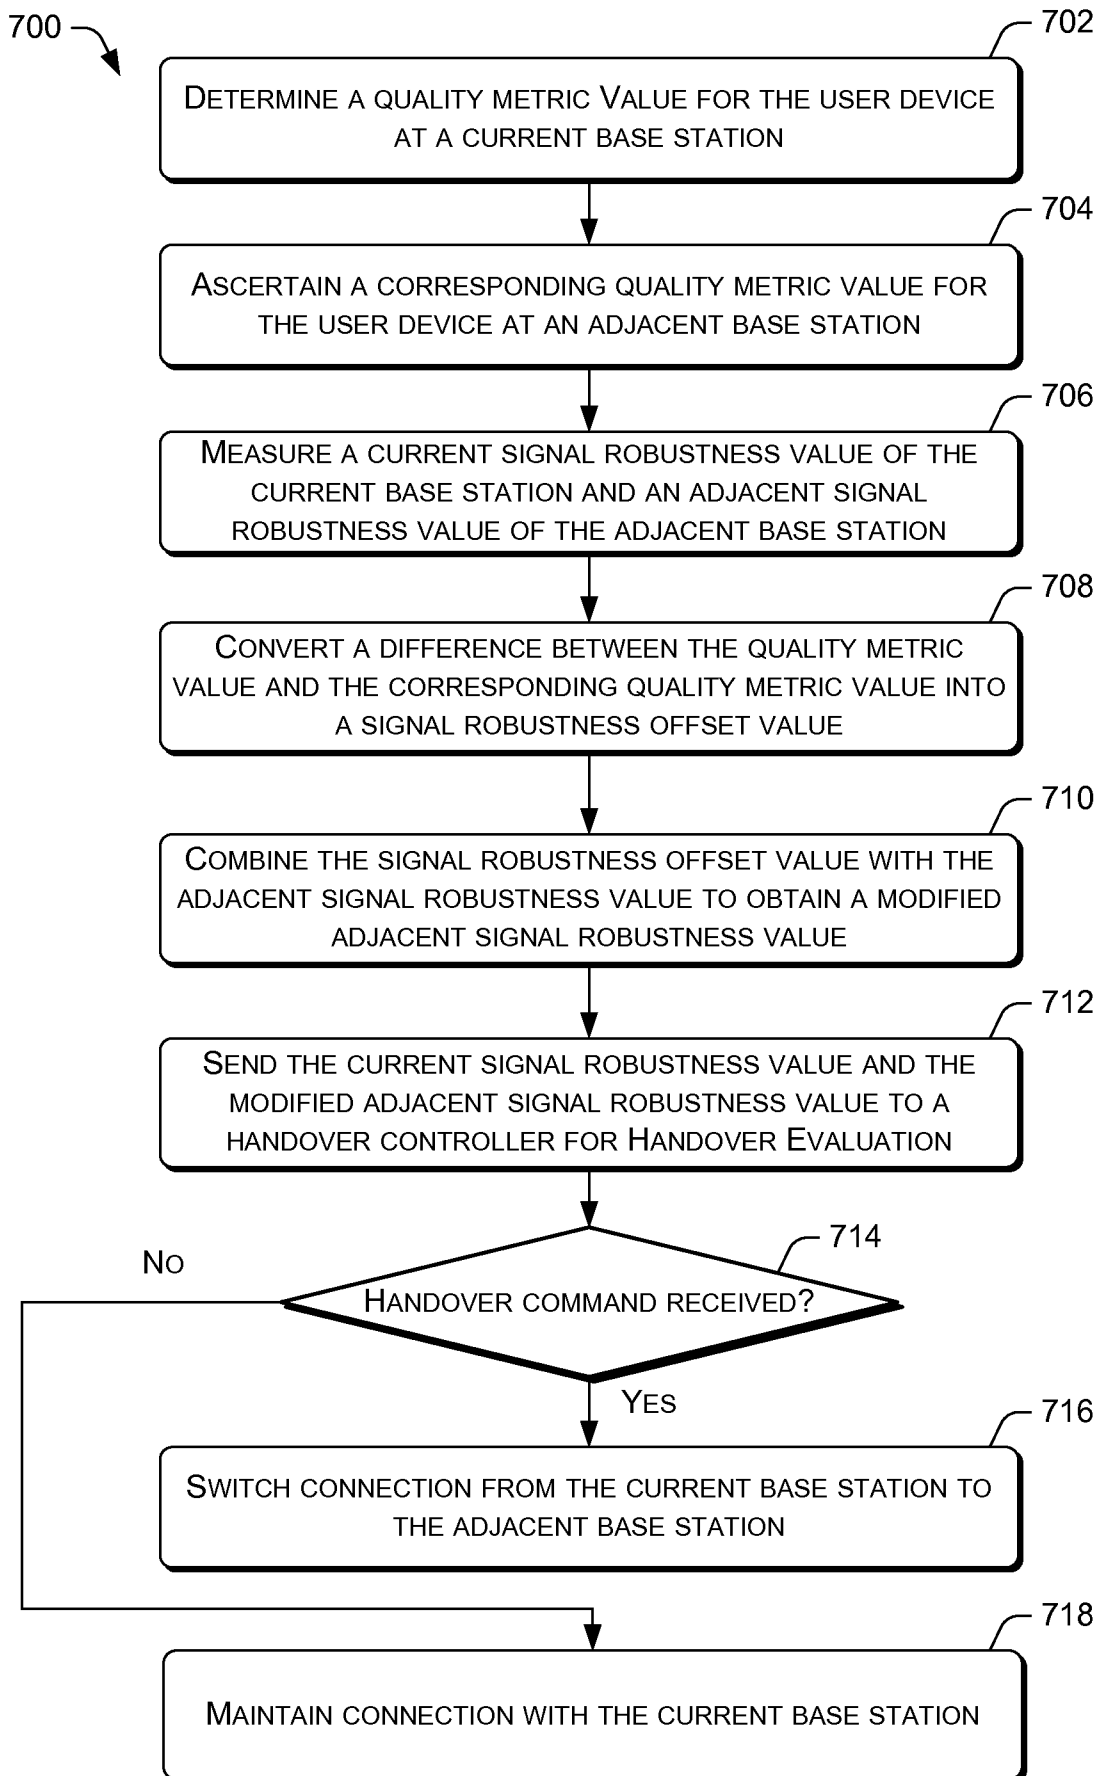 700
702
DETERMINE A QUALITY METRIC VALUE FOR THE USER DEVICE
AT A CURRENT BASE STATION
704
ASCERTAIN A CORRESPONDING QUALITY METRIC VALUE FOR
THE USER DEVICE AT AN ADJACENT BASE STATION
706
MEASURE A CURRENT SIGNAL ROBUSTNESS VALUE OF THE
CURRENT BASE STATION AND AN ADJACENT SIGNAL
ROBUSTNESS VALUE OF THE ADJACENT BASE STATION
708
CONVERT A DIFFERENCE BETWEEN THE QUALITY METRIC
VALUE AND THE CORRESPONDING QUALITY METRIC VALUE INTO
A SIGNAL ROBUSTNESS OFFSET VALUE
710
COMBINE THE SIGNAL ROBUSTNESS OFFSET VALUE WITH THE
ADJACENT SIGNAL ROBUSTNESS VALUE TO OBTAIN A MODIFIED
ADJACENT SIGNAL ROBUSTNESS VALUE
712
SEND THE CURRENT SIGNAL ROBUSTNESS VALUE AND THE
MODIFIED ADJACENT SIGNAL ROBUSTNESS VALUE TO A
HANDOVER CONTROLLER FOR HANDOVER EVALUATION
714
NO
HANDOVER COMMAND RECEIVED?
YES
716
SWITCH CONNECTION FROM THE CURRENT BASE STATION TO
THE ADJACENT BASE STATION
718
MAINTAIN CONNECTION WITH THE CURRENT BASE STATION